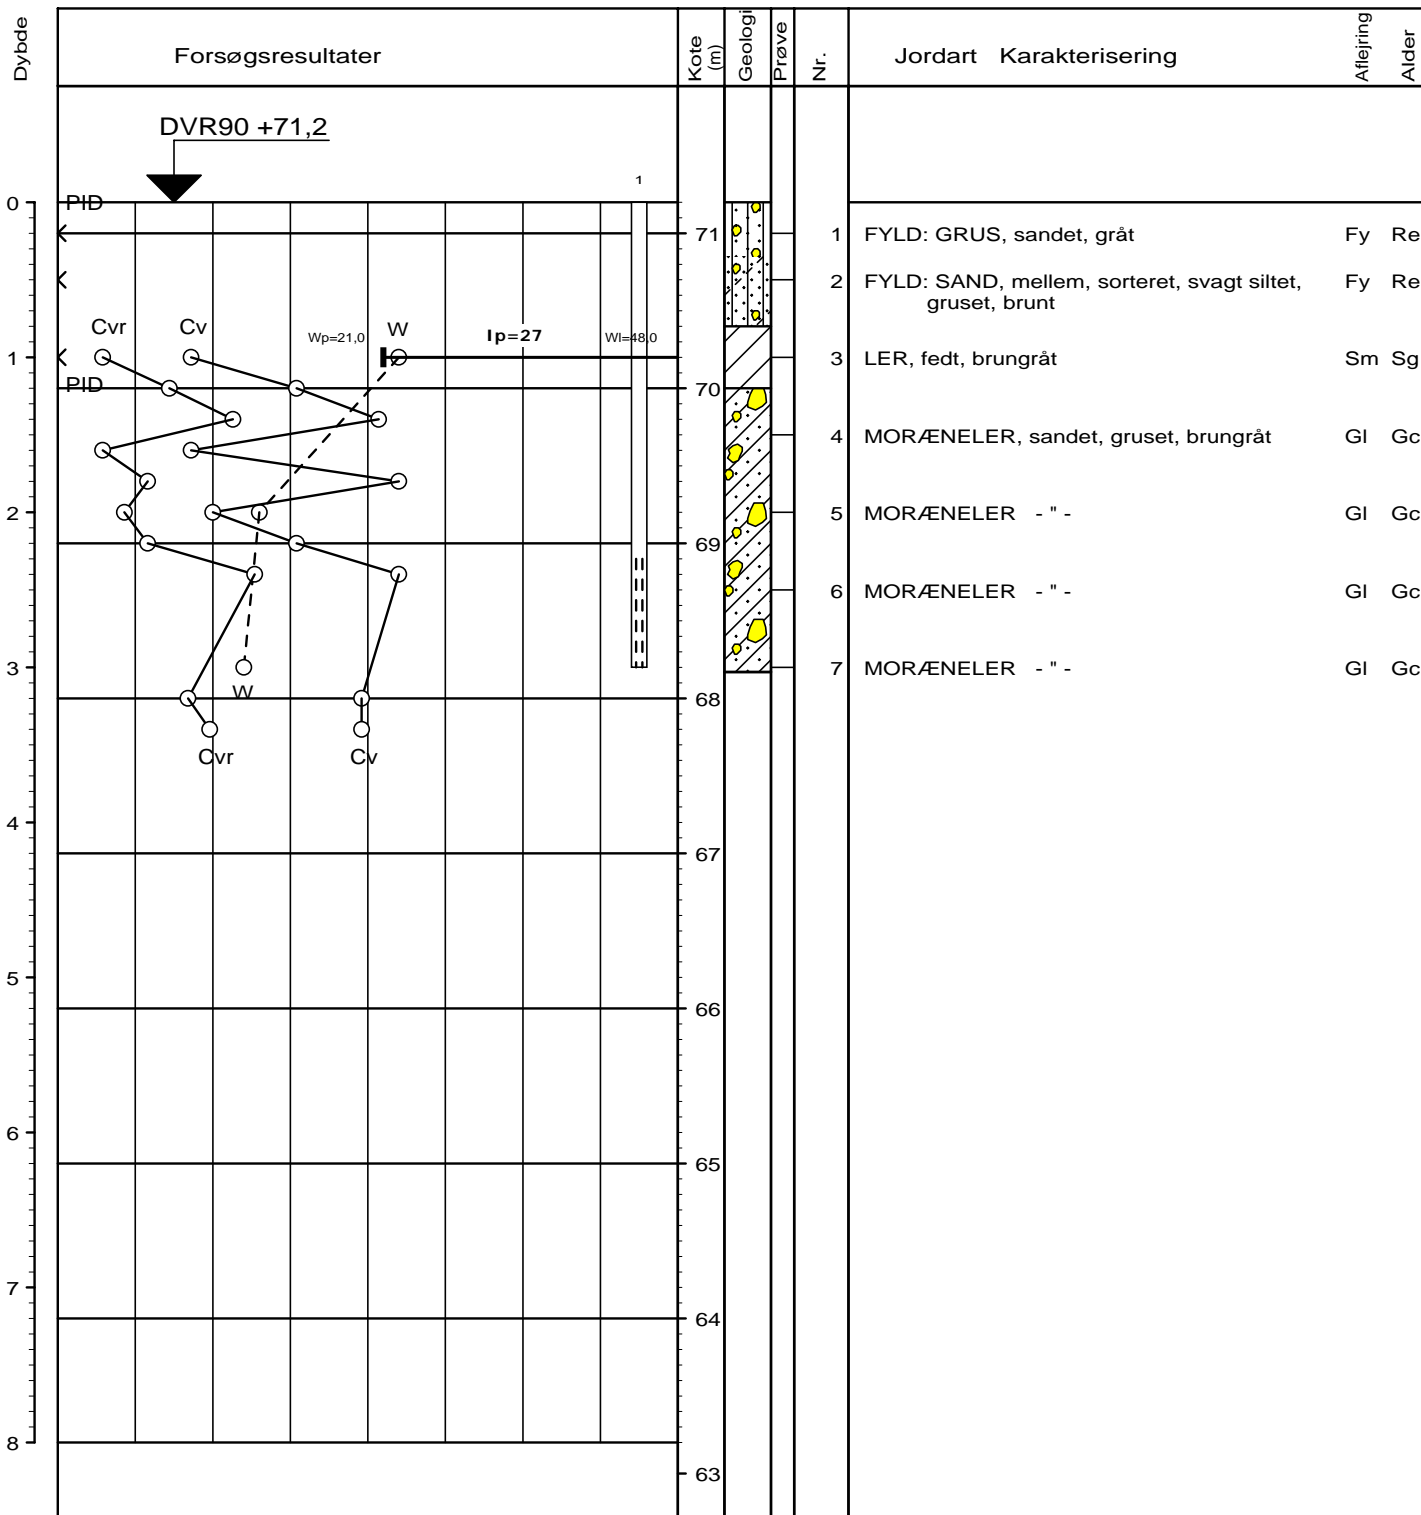 Dybde
Forsøgsresultater
Kote (m)
Geologi
Prøve
Nr.
Jordart Karakterisering
Aflejring
Alder
DVR90 +71,2
1
0
PID
71
1 FYLD: GRUS, sandet, gråt Fy Re
2 FYLD: SAND, mellem, sorteret, svagt siltet, Fy Re
gruset, brunt
Cvr Cv Wp=21,0 W Ip=27 Wl=48,0
1
3 LER, fedt, brungråt Sm Sg
PID
70
4 MORÆNELER, sandet, gruset, brungråt Gl Gc
2
5 MORÆNELER - " - Gl Gc
69
6 MORÆNELER - " - Gl Gc
3
7 MORÆNELER - " - Gl Gc
W
68
Cvr Cv
4
67
5
66
6
65
7
64
8
63